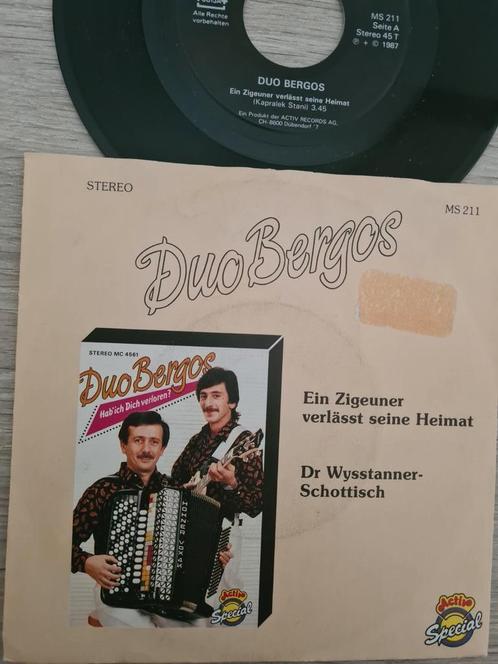 Alle Rechte
vorbehalten
MS 211
Seite A
Stereo 45 T
℗ + © 1987
DUO BERGOS
Ein Zigeuner verlässt seine Heimat
(Kapralek Stani) 3.45
Ein Produkt der ACTIV RECORDS AG,
CH-8600 Dübendorf
STEREO
MS 211
Duo Bergos
STEREO MC 4561
Duo Bergos
Hab' ich Dich verloren?
Activ
Special
Ein Zigeuner
verlässt seine Heimat
Dr Wysstanner-
Schottisch
Activ
Special